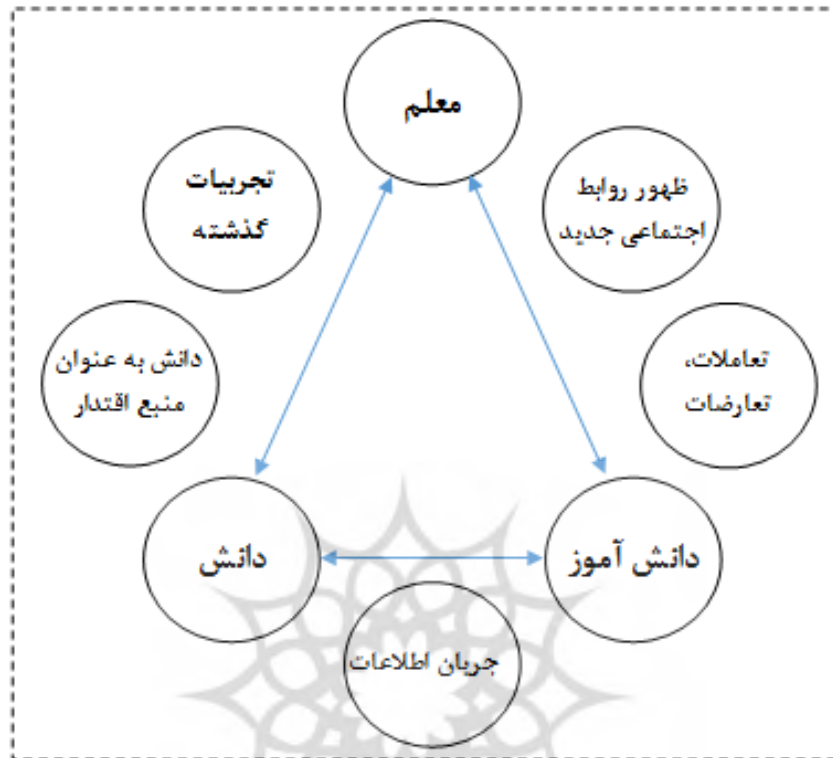 معلم
ظهور روابط
اجتماعی جدید
تجربیات
گذشته
تعاملات،
تعارضات
دانش به عنوان
منبع اقتدار
دانش آموز
دانش
جریان اطلاعات